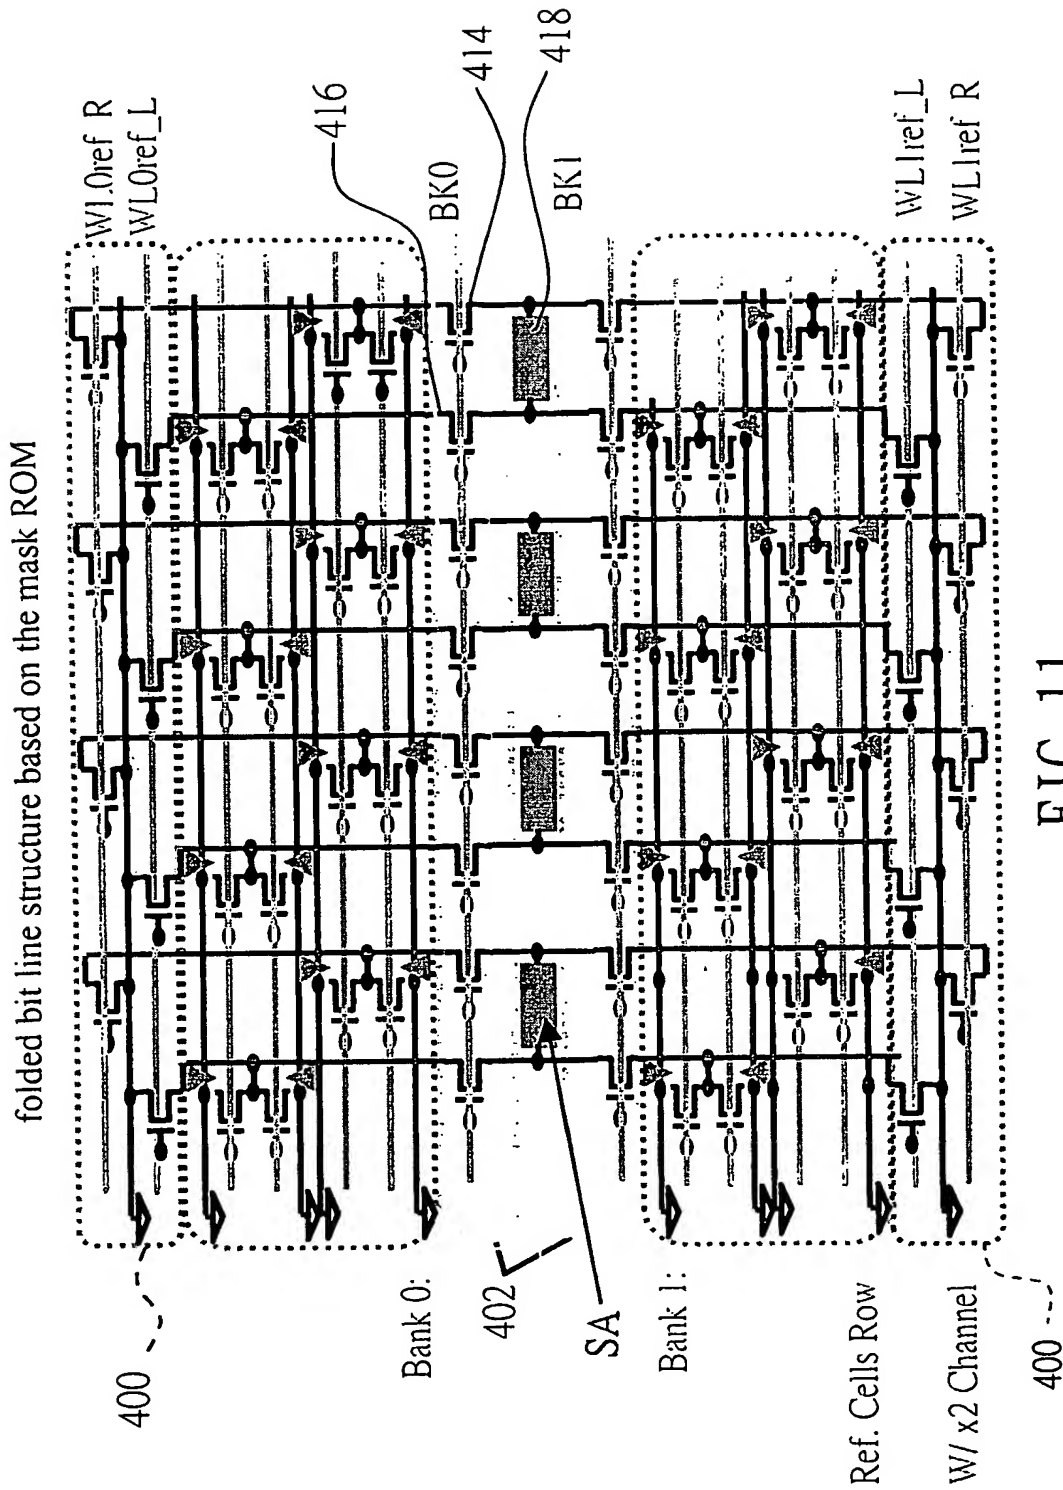 folded bit line structure based on the mask ROM
WL0ref R
WL0ref_L
416
BK0
414
418
BK1
WL1ref_L
WL1ref R
400
Bank 0:
402
SA
Bank 1:
Ref. Cells Row
W/ x2 Channel
400
FIG. 11